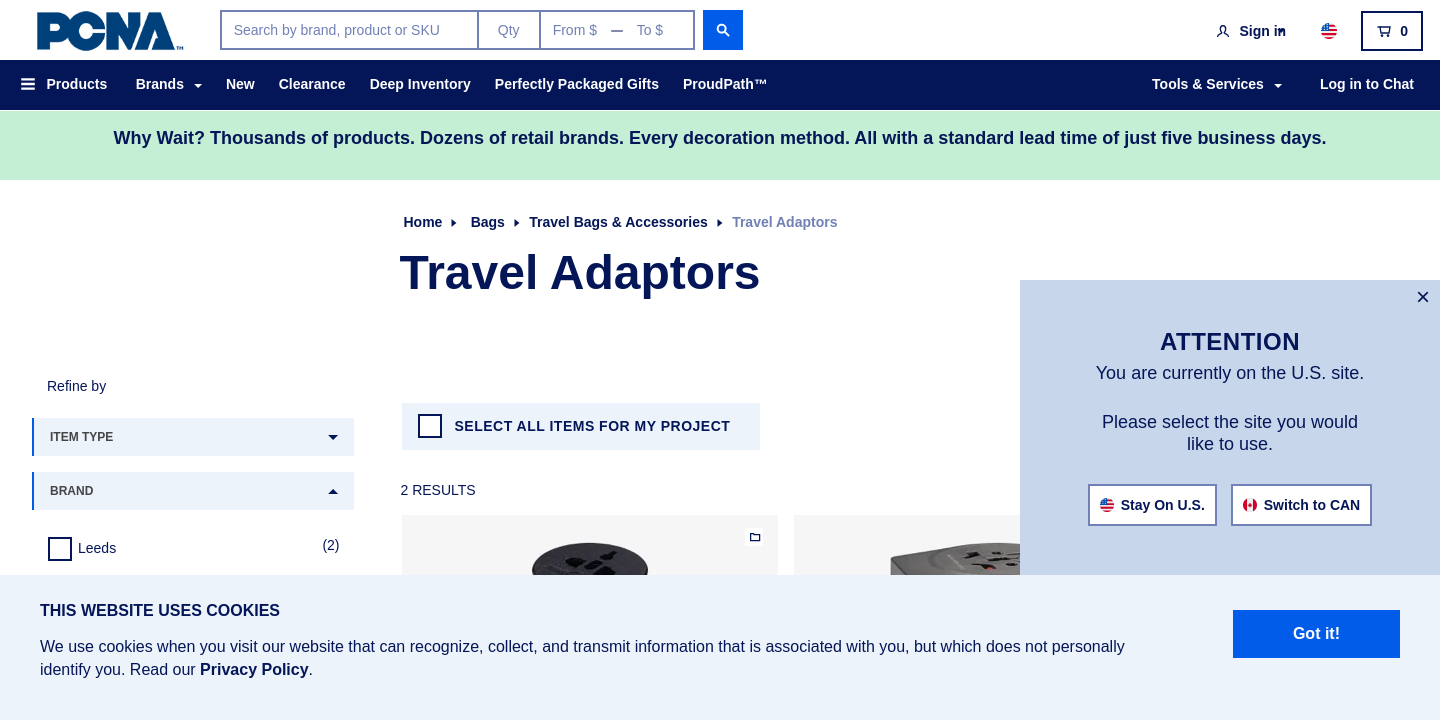 PCNA™
Search by brand, product or SKU
Qty
From $ — To $
Sign in
0
Products
Brands
New
Clearance
Deep Inventory
Perfectly Packaged Gifts
ProudPath™
Tools & Services
Log in to Chat
Why Wait? Thousands of products. Dozens of retail brands. Every decoration method. All with a standard lead time of just five business days.
Home Bags Travel Bags & Accessories Travel Adaptors
Travel Adaptors
Refine by
ITEM TYPE
BRAND
Leeds (2)
SELECT ALL ITEMS FOR MY PROJECT
2 RESULTS
×
ATTENTION
You are currently on the U.S. site.
Please select the site you would
like to use.
Stay On U.S.
Switch to CAN
THIS WEBSITE USES COOKIES
We use cookies when you visit our website that can recognize, collect, and transmit information that is associated with you, but which does not personally
identify you. Read our Privacy Policy.
Got it!